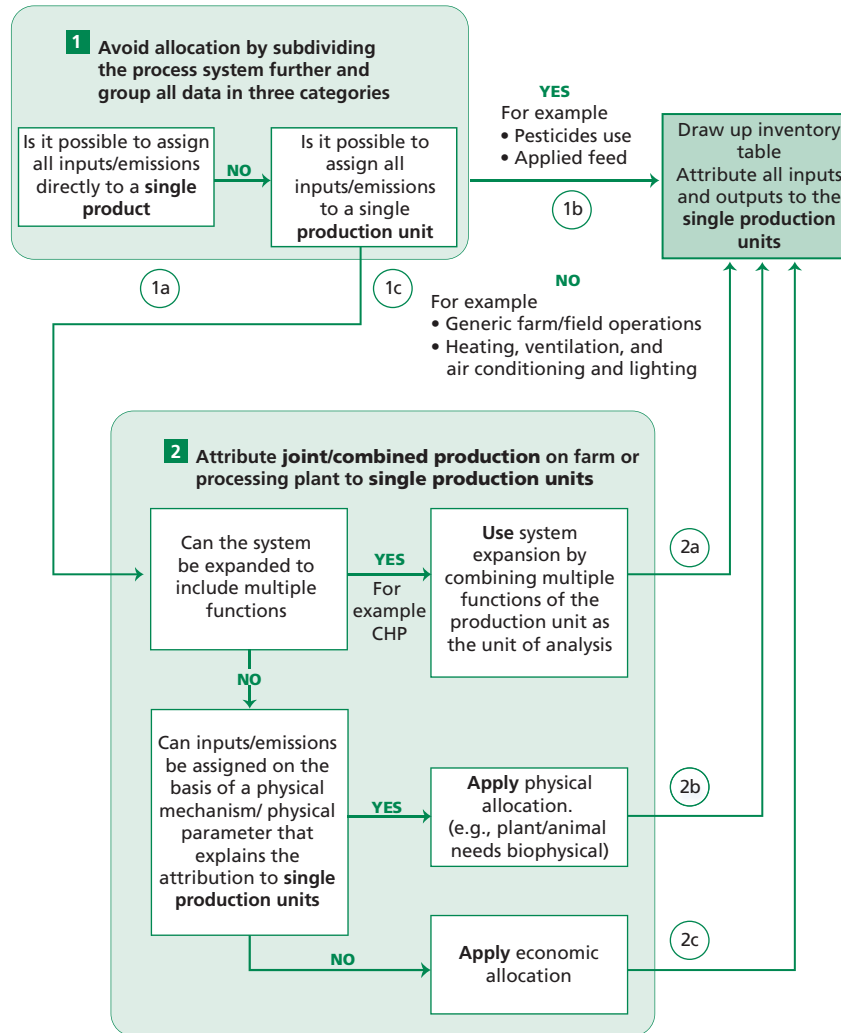 1 Avoid allocation by subdividing
the process system further and
group all data in three categories
Is it possible to assign
all inputs/emissions
directly to a single
product
NO
Is it possible to
assign all
inputs/emissions
to a single
production unit
YES
For example
• Pesticides use
• Applied feed
1b
Draw up inventory
table
Attribute all inputs
and outputs to the
single production
units
1a
1c
NO
For example
• Generic farm/field operations
• Heating, ventilation, and
air conditioning and lighting
2 Attribute joint/combined production on farm or
processing plant to single production units
Can the system
be expanded to
include multiple
functions
YES
For
example
CHP
Use system
expansion by
combining multiple
functions of the
production unit as
the unit of analysis
2a
NO
Can inputs/emissions
be assigned on the
basis of a physical
mechanism/ physical
parameter that
explains the
attribution to single
production units
YES
Apply physical
allocation.
(e.g., plant/animal
needs biophysical)
2b
NO
Apply economic
allocation
2c